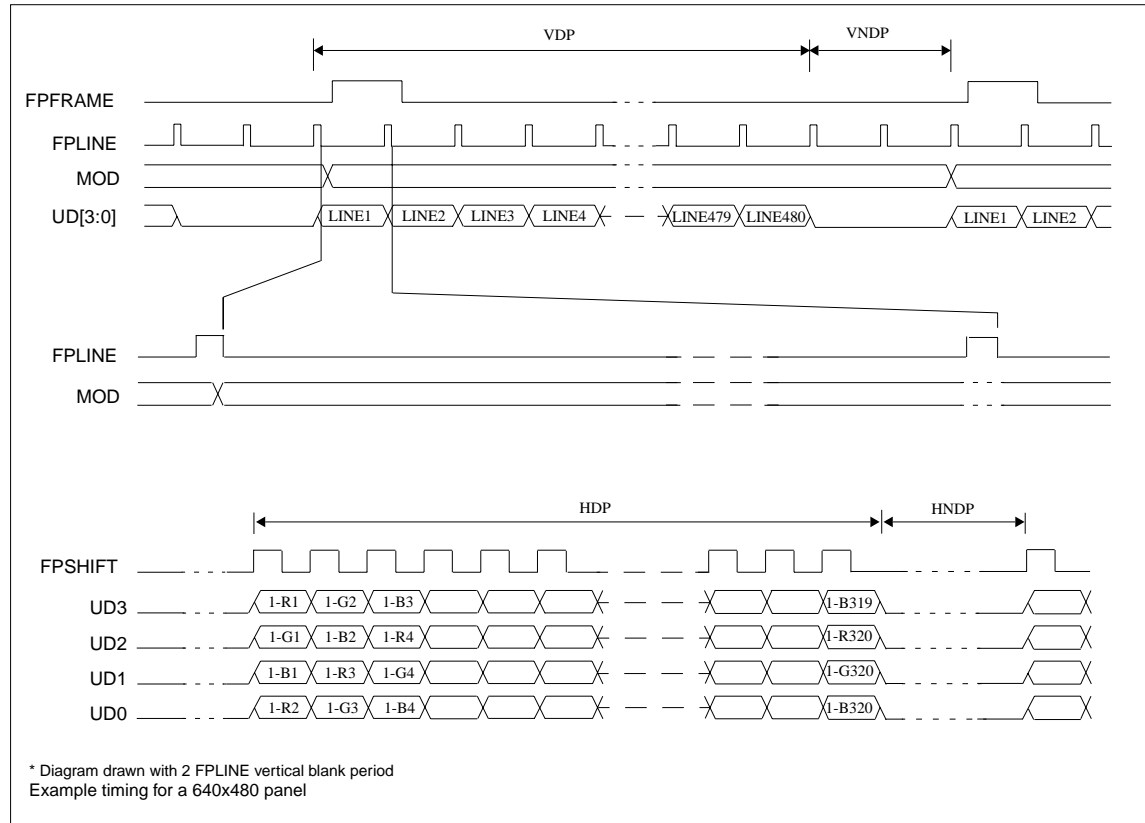 VDP VNDP
FPFRAME
FPLINE
MOD
UD[3:0] LINE1 LINE2 LINE3 LINE4 LINE479 LINE480 LINE1 LINE2
FPLINE
MOD
HDP HNDP
FPSHIFT
UD3 1-R1 1-G2 1-B3 1-B319
UD2 1-G1 1-B2 1-R4 1-R320
UD1 1-B1 1-R3 1-G4 1-G320
UD0 1-R2 1-G3 1-B4 1-B320
* Diagram drawn with 2 FPLINE vertical blank period
Example timing for a 640x480 panel